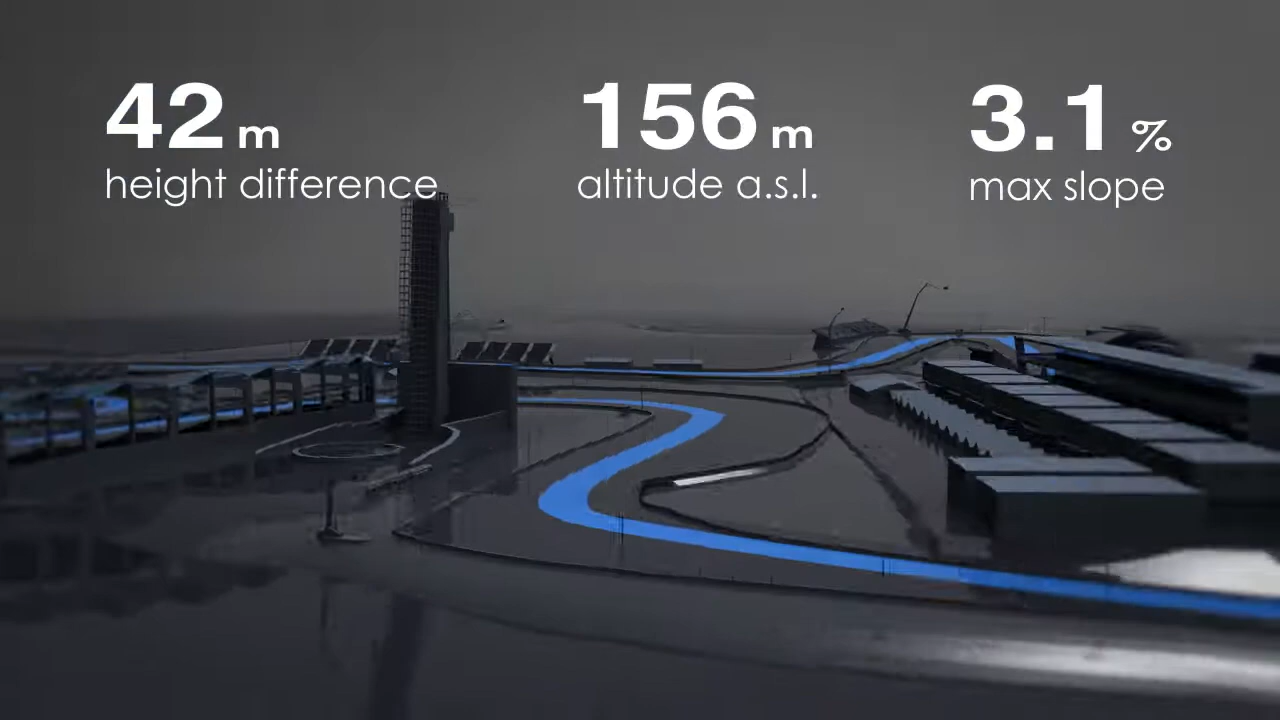 42 m
height difference
156 m
altitude a.s.l.
3.1 %
max slope